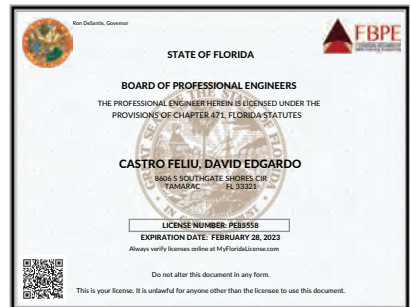 Ron DeSantis, Governor
FBPE
STATE OF FLORIDA
BOARD OF PROFESSIONAL ENGINEERS
THE PROFESSIONAL ENGINEER HEREIN IS LICENSED UNDER THE
PROVISIONS OF CHAPTER 471, FLORIDA STATUTES
CASTRO FELIU, DAVID EDGARDO
8606 S SOUTHGATE SHORES CIR
TAMARAC FL 33321
LICENSE NUMBER: PE85558
EXPIRATION DATE: FEBRUARY 28, 2023
Always verify licenses online at MyFloridaLicense.com
Do not alter this document in any form.
This is your license. It is unlawful for anyone other than the licensee to use this document.